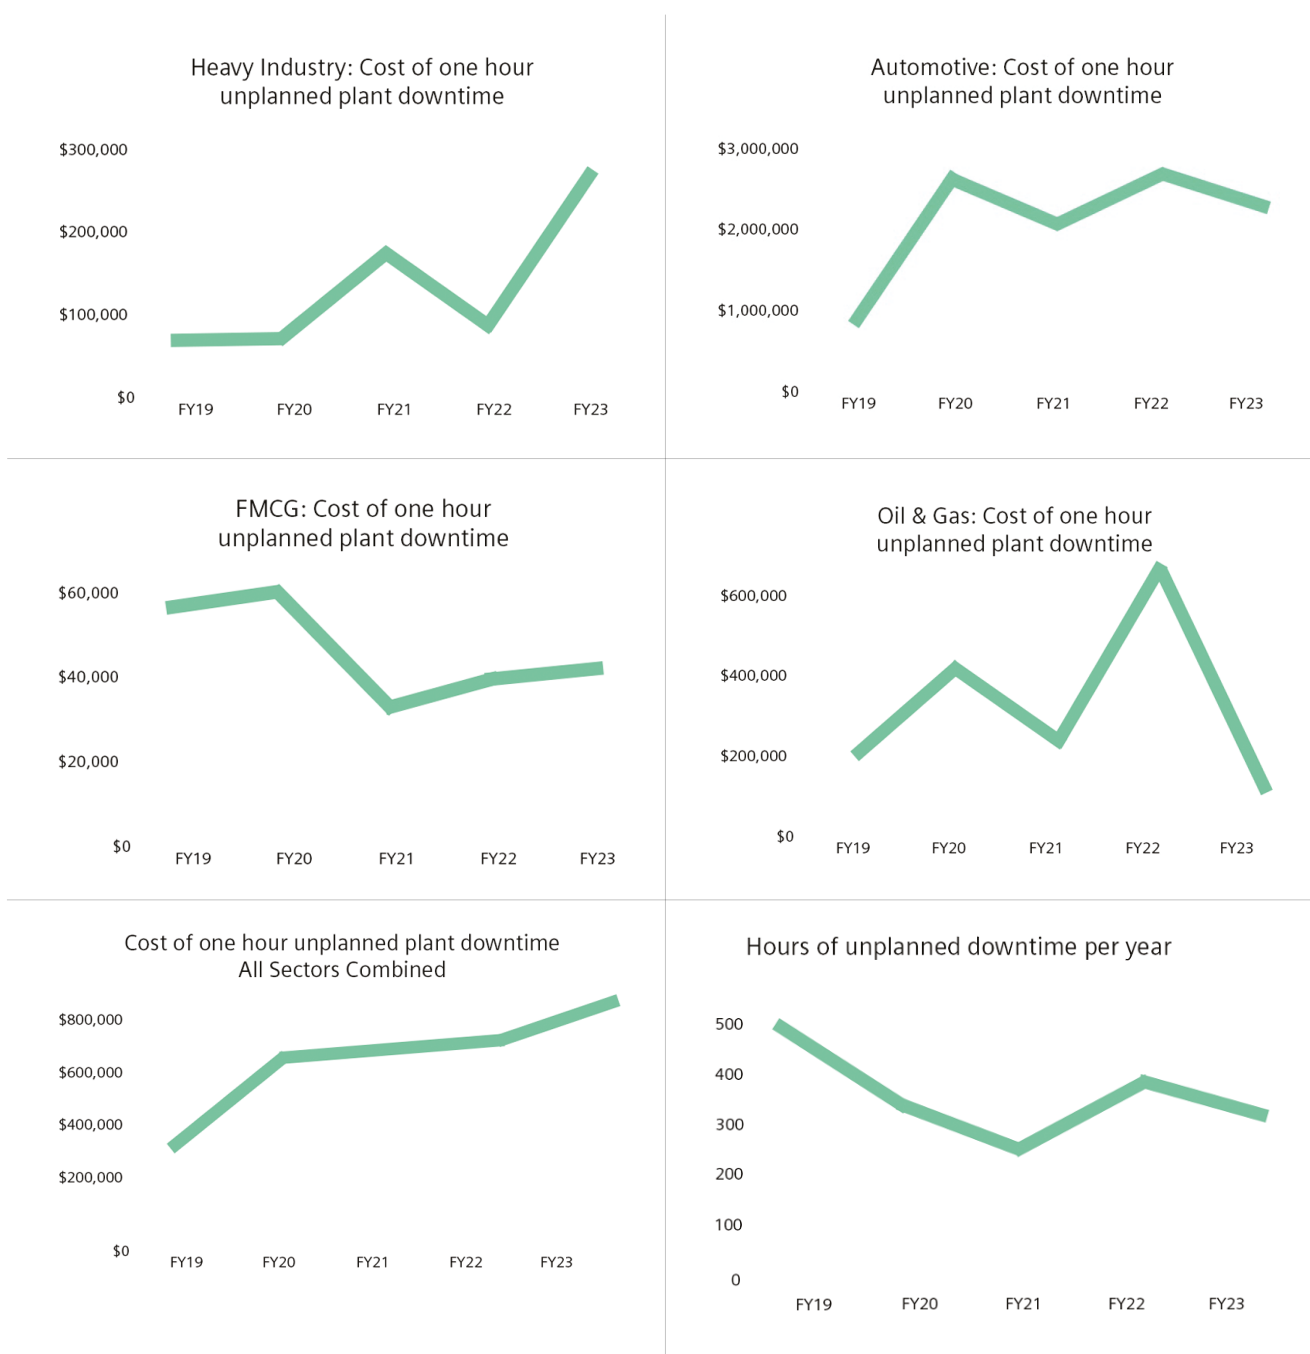 Heavy Industry: Cost of one hour
unplanned plant downtime
$300,000
$200,000
$100,000
$0
FY19 FY20 FY21 FY22 FY23
Automotive: Cost of one hour
unplanned plant downtime
$3,000,000
$2,000,000
$1,000,000
$0
FY19 FY20 FY21 FY22 FY23
FMCG: Cost of one hour
unplanned plant downtime
$60,000
$40,000
$20,000
$0
FY19 FY20 FY21 FY22 FY23
Oil & Gas: Cost of one hour
unplanned plant downtime
$600,000
$400,000
$200,000
$0
FY19 FY20 FY21 FY22 FY23
Cost of one hour unplanned plant downtime
All Sectors Combined
$800,000
$600,000
$400,000
$200,000
$0
FY19 FY20 FY21 FY22 FY23
Hours of unplanned downtime per year
500
400
300
200
100
0
FY19 FY20 FY21 FY22 FY23